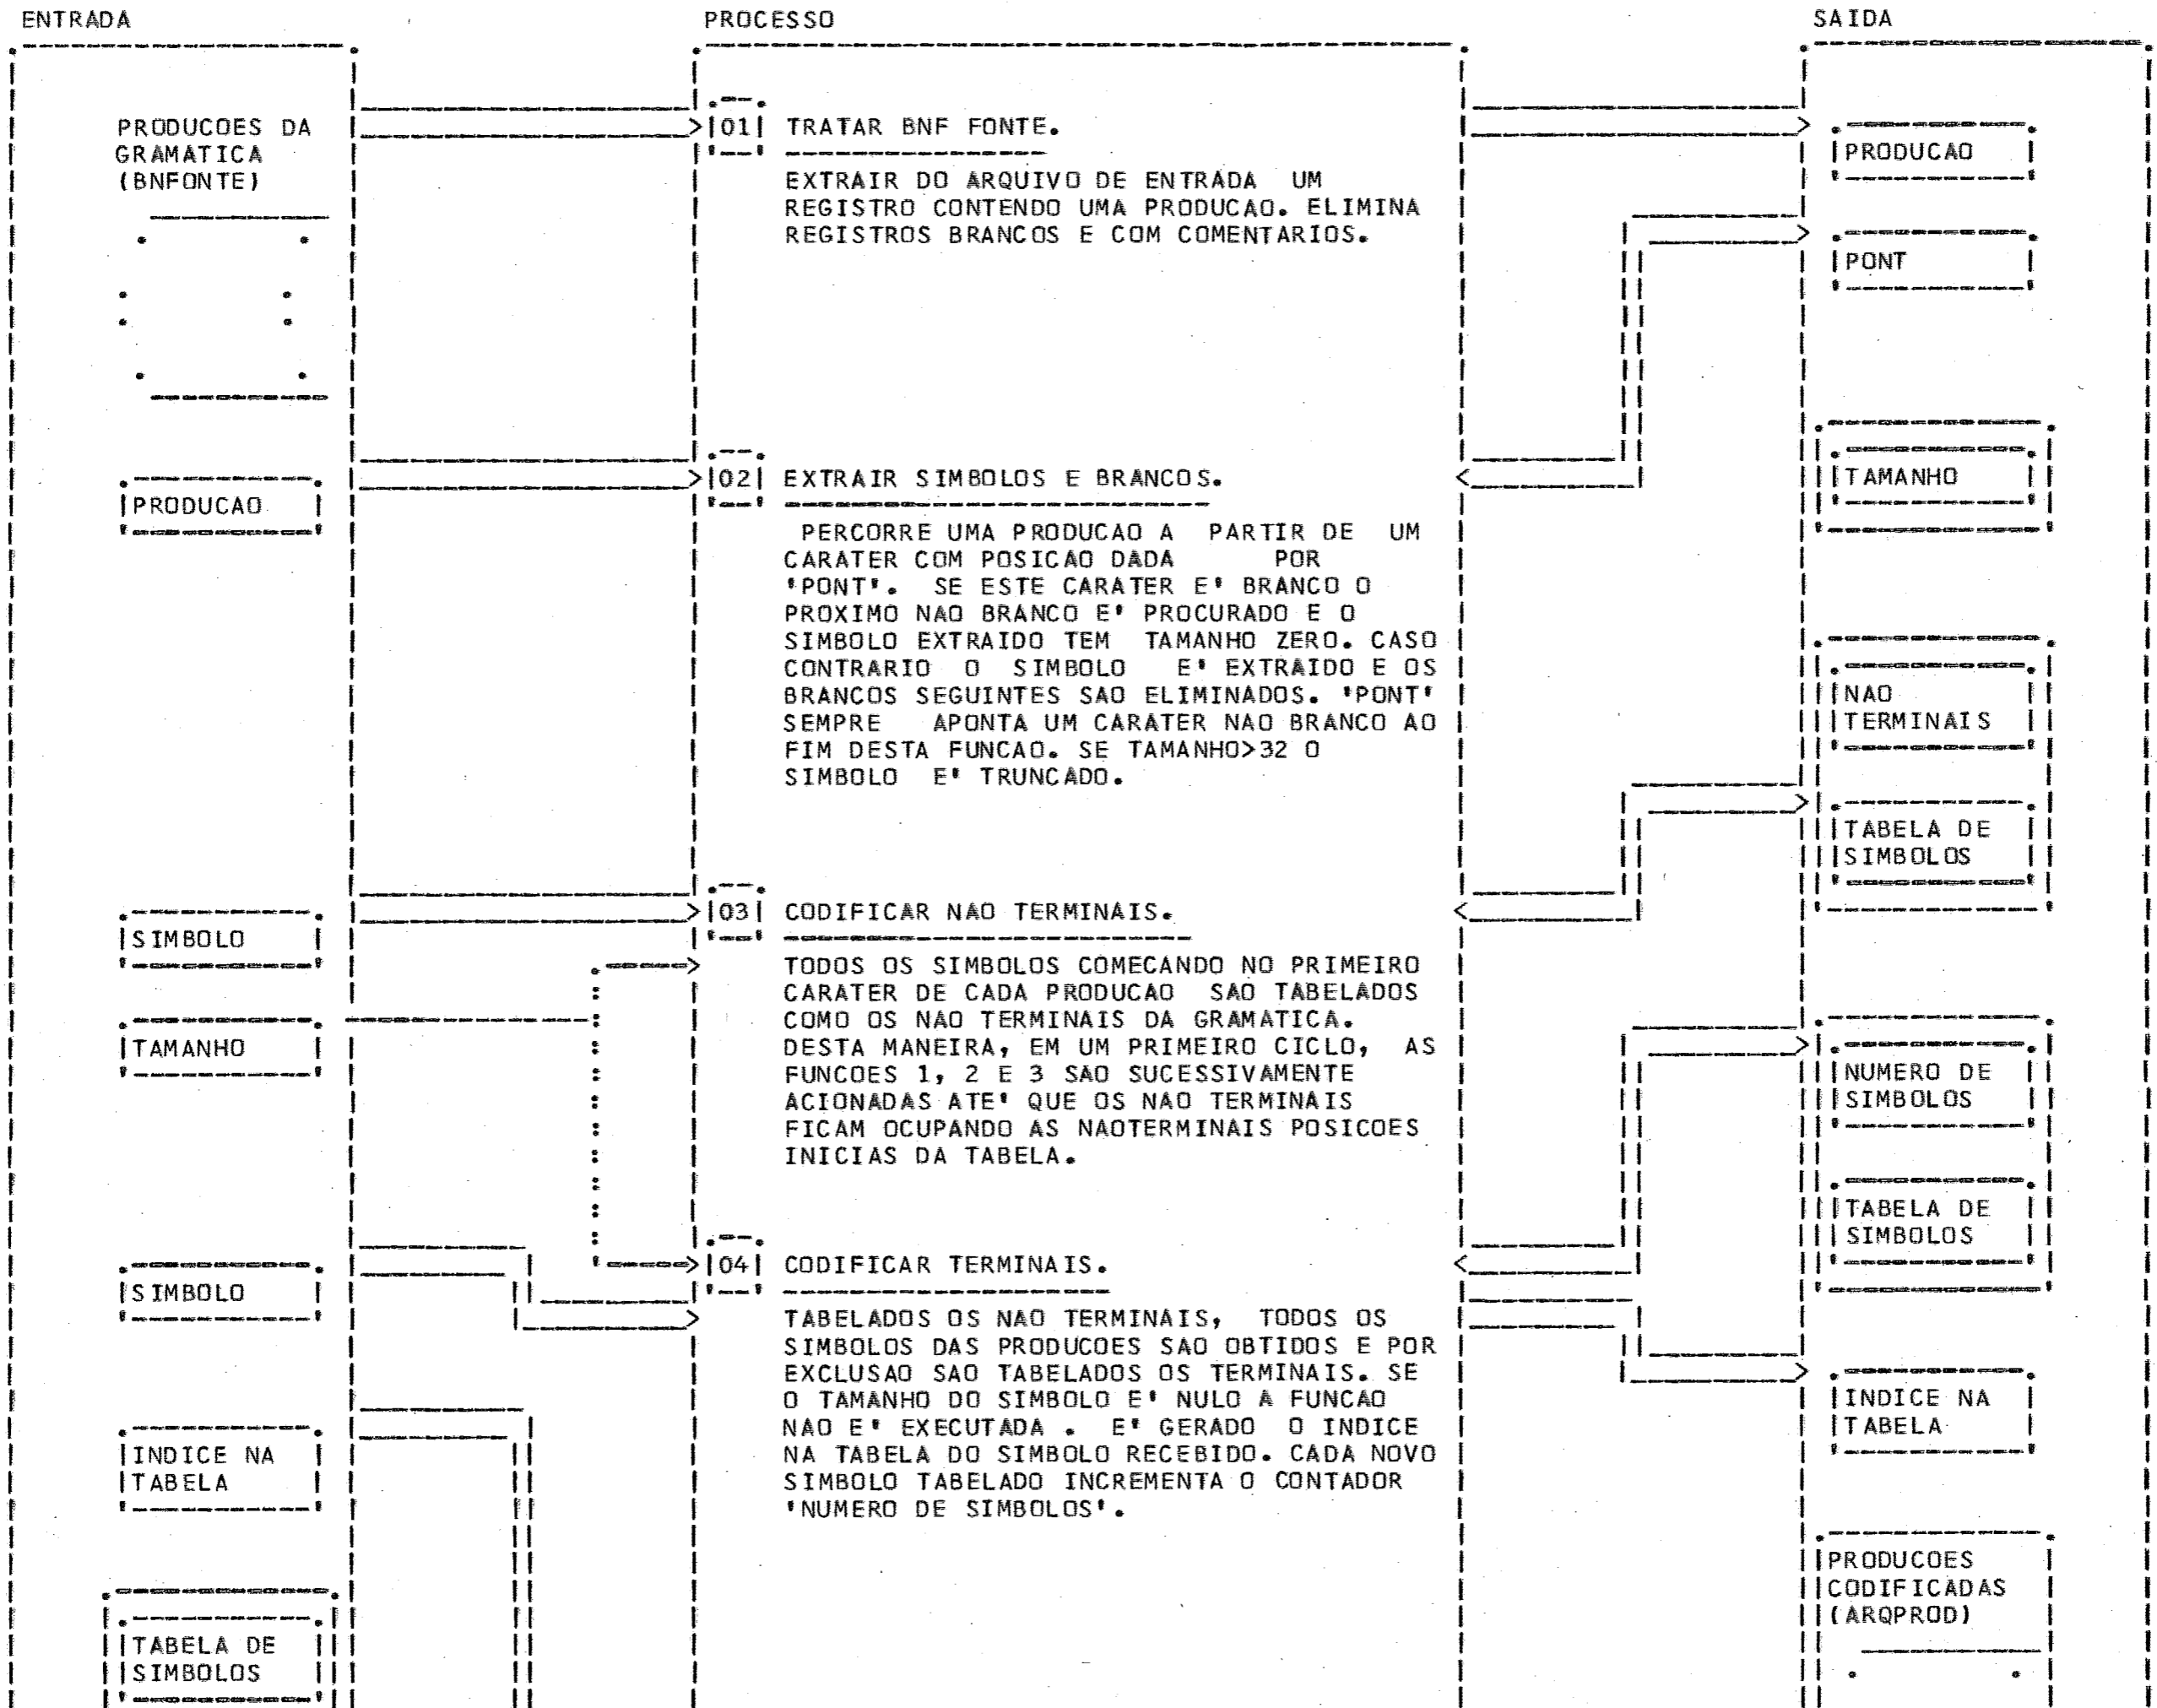 ENTRADA
PROCESSO
SAIDA
PRODUCOES DA
GRAMATICA
(BNFONTE)
|01| TRATAR BNF FONTE.
EXTRAIR DO ARQUIVO DE ENTRADA UM
REGISTRO CONTENDO UMA PRODUCAO. ELIMINA
REGISTROS BRANCOS E COM COMENTARIOS.
PRODUCAO
PONT
PRODUCAO
|02| EXTRAIR SIMBOLOS E BRANCOS.
PERCORRE UMA PRODUCAO A PARTIR DE UM
CARATER COM POSICAO DADA POR
'PONT'. SE ESTE CARATER E' BRANCO O
PROXIMO NAO BRANCO E' PROCURADO E O
SIMBOLO EXTRAIDO TEM TAMANHO ZERO. CASO
CONTRARIO O SIMBOLO E' EXTRAIDO E OS
BRANCOS SEGUINTES SAO ELIMINADOS. 'PONT'
SEMPRE APONTA UM CARATER NAO BRANCO AO
FIM DESTA FUNCAO. SE TAMANHO>32 O
SIMBOLO E' TRUNCADO.
TAMANHO
NAO
TERMINAIS
TABELA DE
SIMBOLOS
SIMBOLO
TAMANHO
|03| CODIFICAR NAO TERMINAIS.
TODOS OS SIMBOLOS COMECANDO NO PRIMEIRO
CARATER DE CADA PRODUCAO SAO TABELADOS
COMO OS NAO TERMINAIS DA GRAMATICA.
DESTA MANEIRA, EM UM PRIMEIRO CICLO, AS
FUNCOES 1, 2 E 3 SAO SUCESSIVAMENTE
ACIONADAS ATE' QUE OS NAO TERMINAIS
FICAM OCUPANDO AS NAOTERMINAIS POSICOES
INICIAS DA TABELA.
NUMERO DE
SIMBOLOS
TABELA DE
SIMBOLOS
SIMBOLO
INDICE NA
TABELA
TABELA DE
SIMBOLOS
|04| CODIFICAR TERMINAIS.
TABELADOS OS NAO TERMINAIS, TODOS OS
SIMBOLOS DAS PRODUCOES SAO OBTIDOS E POR
EXCLUSAO SAO TABELADOS OS TERMINAIS. SE
O TAMANHO DO SIMBOLO E' NULO A FUNCAO
NAO E' EXECUTADA . E' GERADO O INDICE
NA TABELA DO SIMBOLO RECEBIDO. CADA NOVO
SIMBOLO TABELADO INCREMENTA O CONTADOR
'NUMERO DE SIMBOLOS'.
INDICE NA
TABELA
PRODUCOES
CODIFICADAS
(ARQPROD)